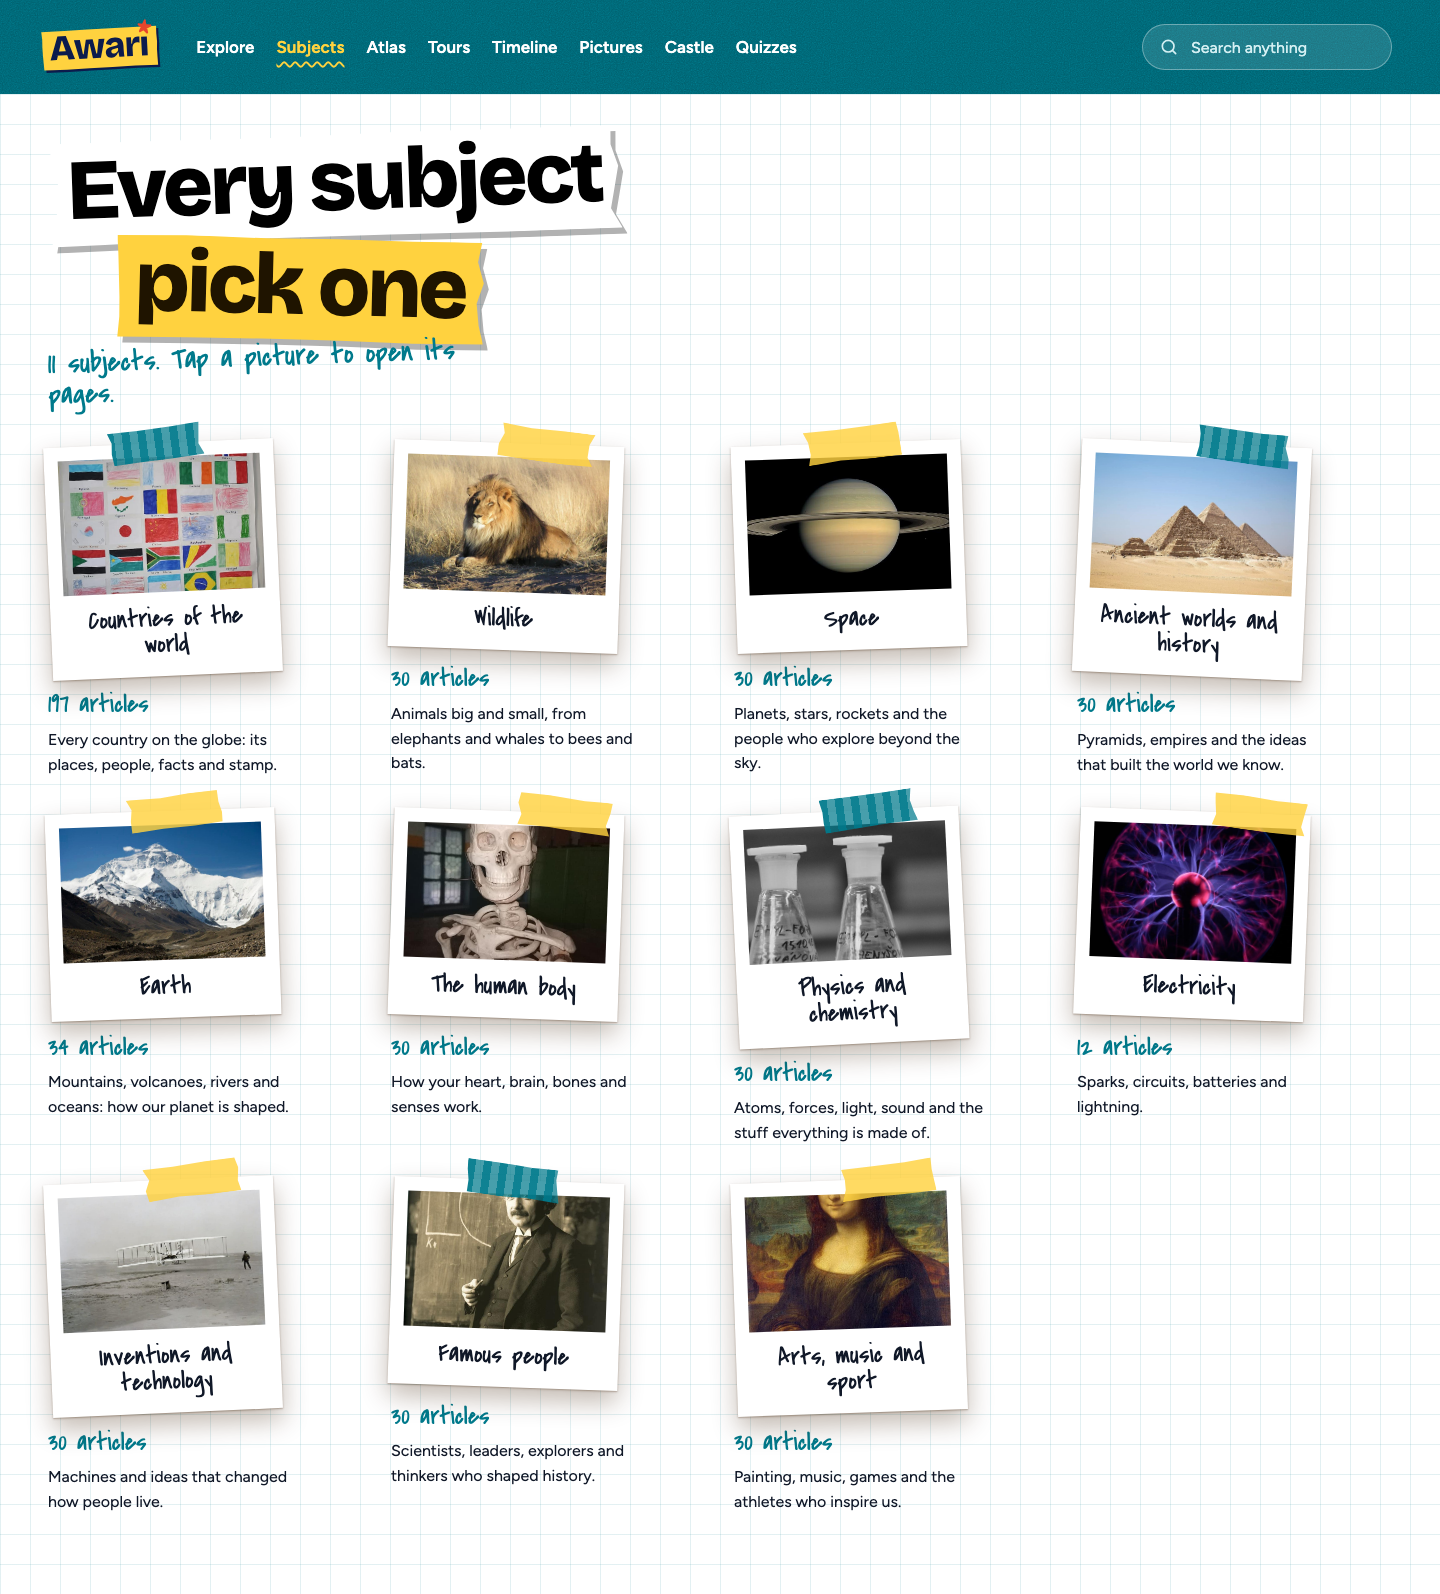 Awari
Explore Subjects Atlas Tours Timeline Pictures Castle Quizzes
Search anything
Every subject
pick one
11 subjects. Tap a picture to open its
pages.
Countries of the
world
197 articles
Every country on the globe: its
places, people, facts and stamp.
Wildlife
30 articles
Animals big and small, from
elephants and whales to bees and
bats.
Space
30 articles
Planets, stars, rockets and the
people who explore beyond the
sky.
Ancient worlds and
history
30 articles
Pyramids, empires and the ideas
that built the world we know.
Earth
34 articles
Mountains, volcanoes, rivers and
oceans: how our planet is shaped.
The human body
30 articles
How your heart, brain, bones and
senses work.
Physics and
chemistry
30 articles
Atoms, forces, light, sound and the
stuff everything is made of.
Electricity
12 articles
Sparks, circuits, batteries and
lightning.
Inventions and
technology
30 articles
Machines and ideas that changed
how people live.
Famous people
30 articles
Scientists, leaders, explorers and
thinkers who shaped history.
Arts, music and
sport
30 articles
Painting, music, games and the
athletes who inspire us.